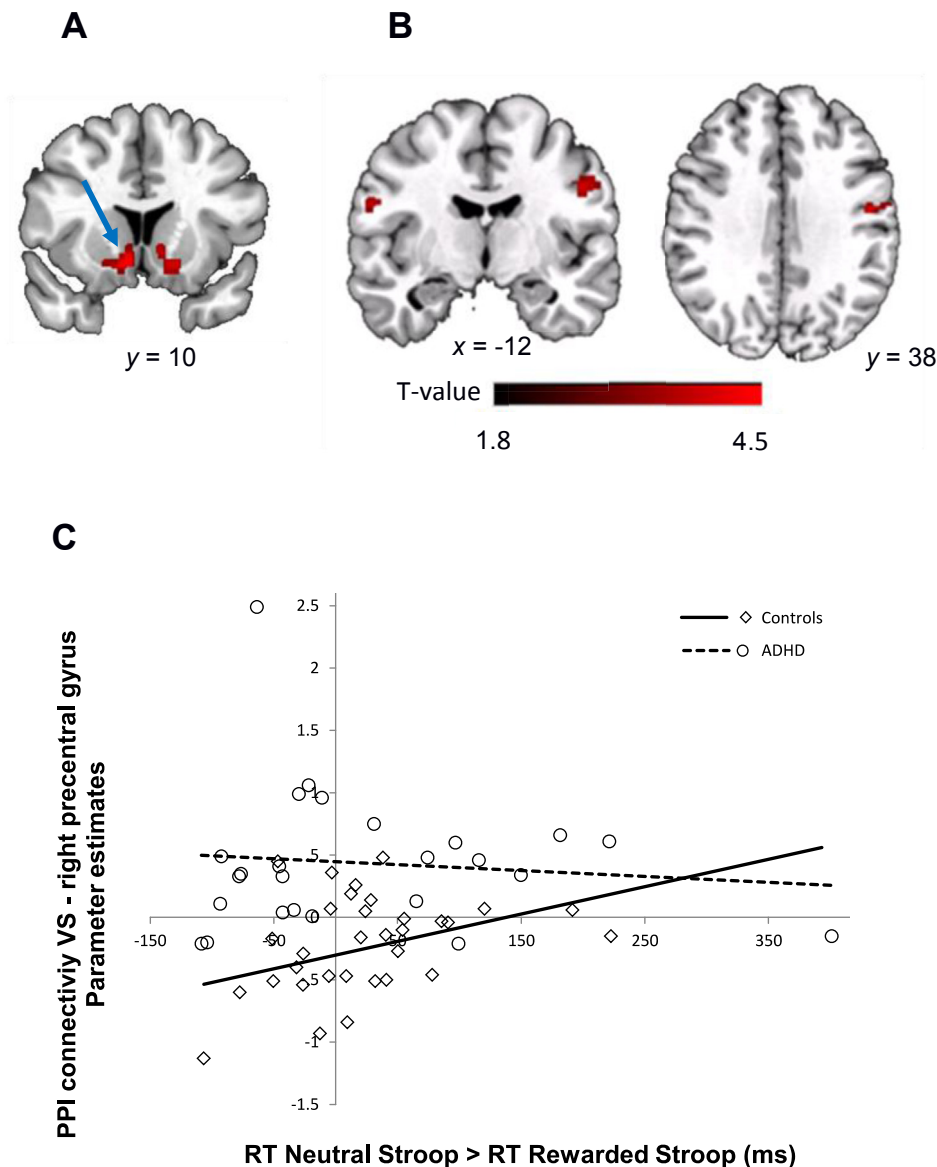 A
B
y = 10
x = -12
y = 38
T-value
1.8
4.5
C
PPI connectiviy VS - right precentral gyrus
Parameter estimates
2.5
2
1.5
1
.5
0
-.5
-1
-1.5
-150
-50
50
150
250
350
Controls
ADHD
RT Neutral Stroop > RT Rewarded Stroop (ms)